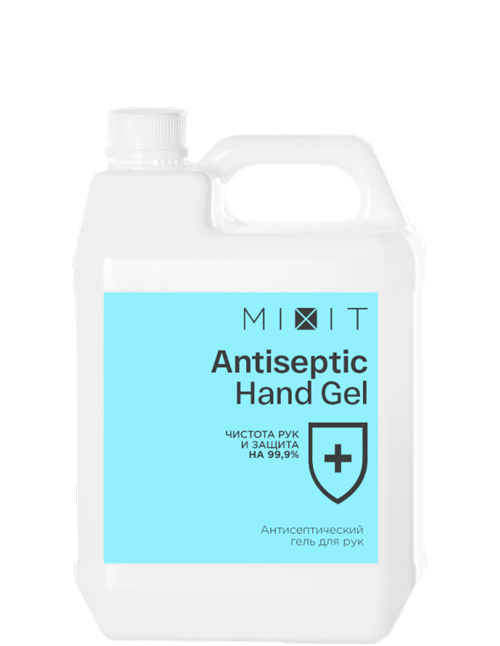 MIXIT
Antiseptic
Hand Gel
ЧИСТОТА РУК
И ЗАЩИТА
НА 99,9%
Антисептический
гель для рук